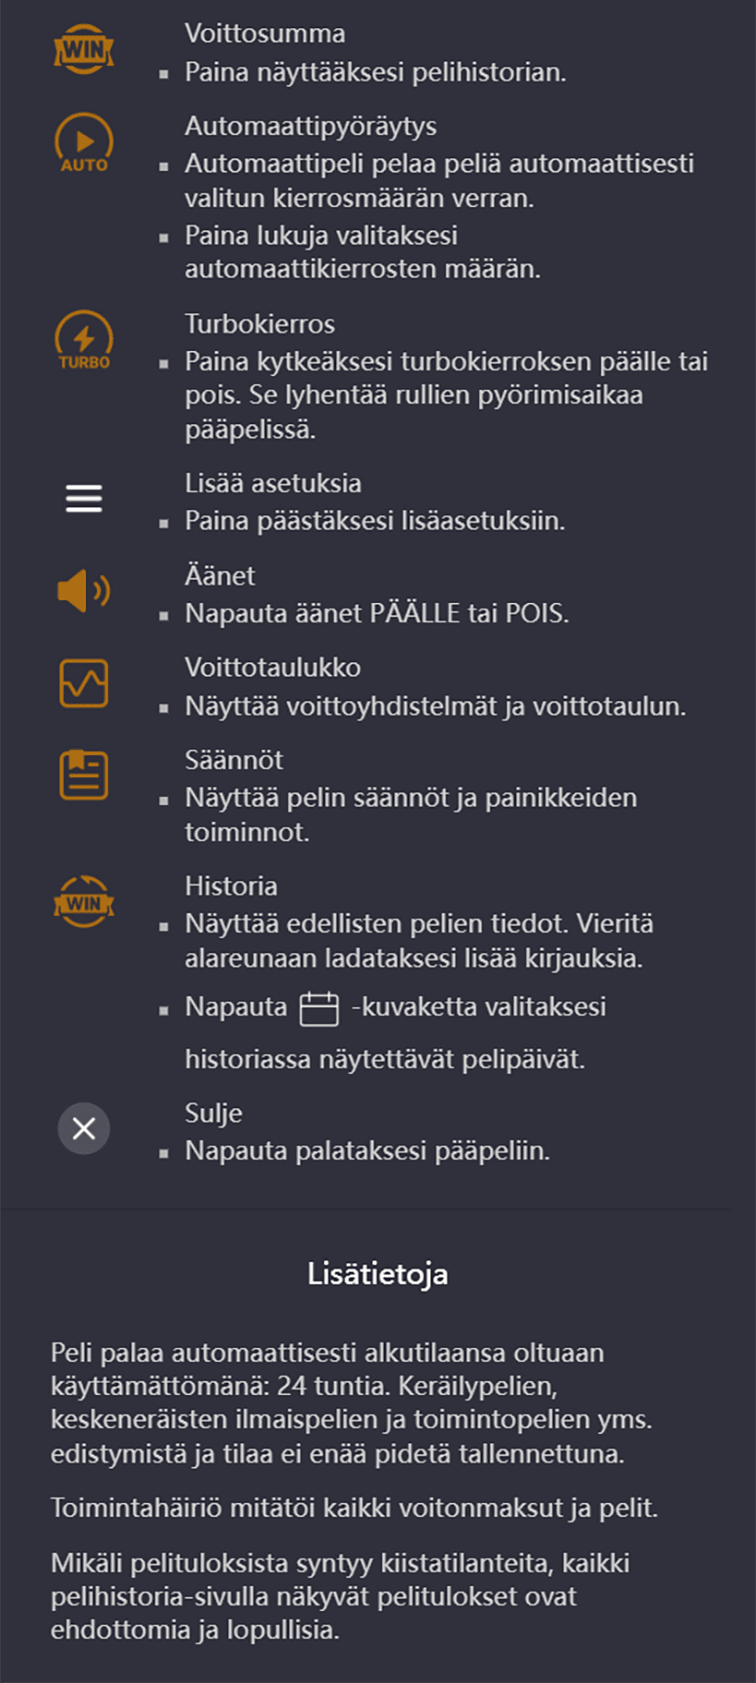 WIN
Voittosumma
▪ Paina näyttääksesi pelihistorian.
AUTO
Automaattipyöräytys
▪ Automaattipeli pelaa peliä automaattisesti
valitun kierrosmäärän verran.
▪ Paina lukuja valitaksesi
automaattikierrosten määrän.
TURBO
Turbokierros
▪ Paina kytkeäksesi turbokierroksen päälle tai
pois. Se lyhentää rullien pyörimisaikaa
pääpelissä.
Lisää asetuksia
▪ Paina päästäksesi lisäasetuksiin.
Äänet
▪ Napauta äänet PÄÄLLE tai POIS.
Voittotaulukko
▪ Näyttää voittoyhdistelmät ja voittotaulun.
Säännöt
▪ Näyttää pelin säännöt ja painikkeiden
toiminnot.
WIN
Historia
▪ Näyttää edellisten pelien tiedot. Vieritä
alareunaan ladataksesi lisää kirjauksia.
▪ Napauta -kuvaketta valitaksesi
historiassa näytettävät pelipäivät.
Sulje
▪ Napauta palataksesi pääpeliin.
Lisätietoja
Peli palaa automaattisesti alkutilaansa oltuaan
käyttämättömänä: 24 tuntia. Keräilypelien,
keskeneräisten ilmaispelien ja toimintopelien yms.
edistymistä ja tilaa ei enää pidetä tallennettuna.
Toimintahäiriö mitätöi kaikki voitonmaksut ja pelit.
Mikäli pelituloksista syntyy kiistatilanteita, kaikki
pelihistoria-sivulla näkyvät pelitulokset ovat
ehdottomia ja lopullisia.